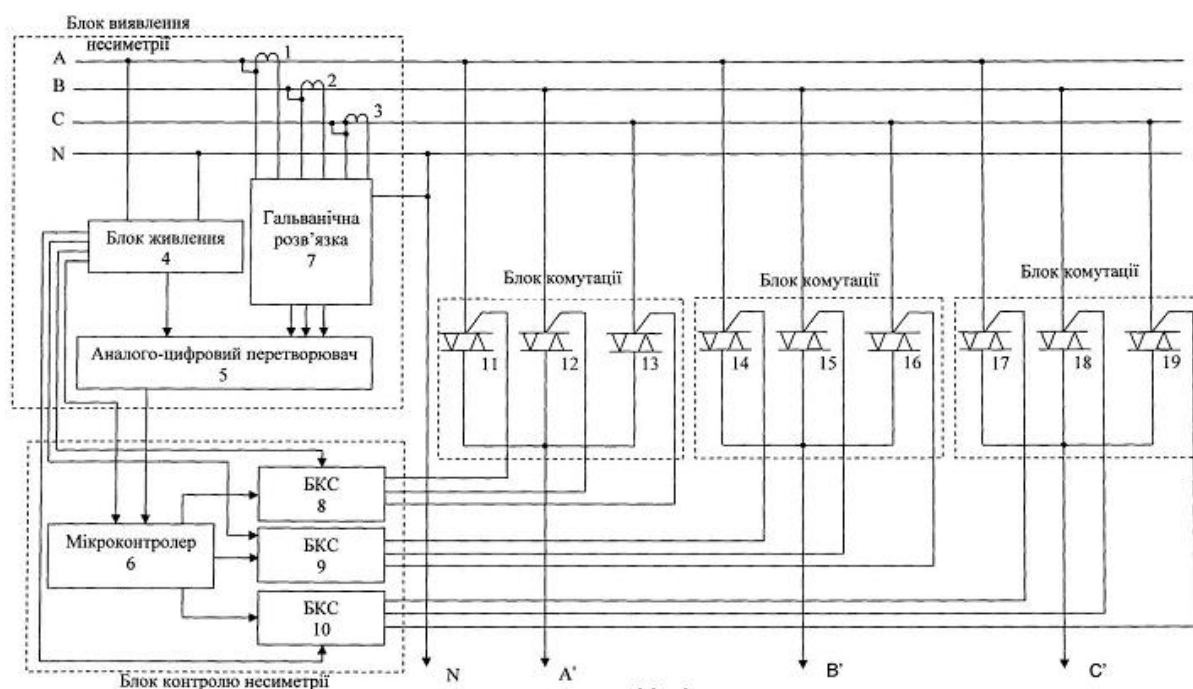 Блок виявлення
несиметрії
1
A
2
B
3
C
N
Гальванічна
розв’язка
7
Блок живлення
4
Блок комутації
Блок комутації
Блок комутації
Аналого-цифровий перетворювач
5
11
12
13
14
15
16
17
18
19
БКС
8
Мікроконтролер
6
БКС
9
БКС
10
Блок контролю несиметрії
N
A'
B'
C'